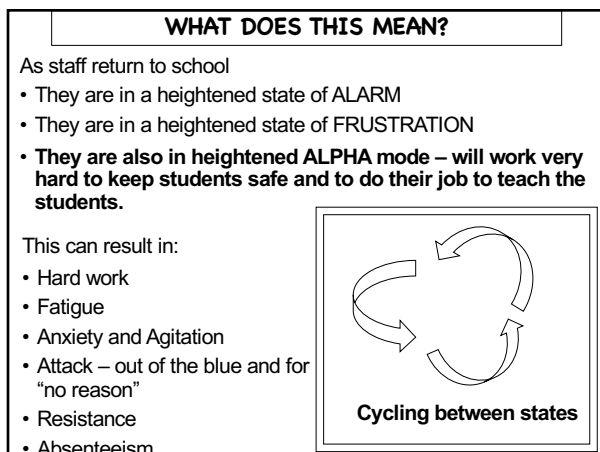 WHAT DOES THIS MEAN?
As staff return to school
• They are in a heightened state of ALARM
• They are in a heightened state of FRUSTRATION
• They are also in heightened ALPHA mode – will work very
hard to keep students safe and to do their job to teach the
students.
This can result in:
• Hard work
• Fatigue
• Anxiety and Agitation
• Attack – out of the blue and for
“no reason”
• Resistance
• Absenteeism
Cycling between states